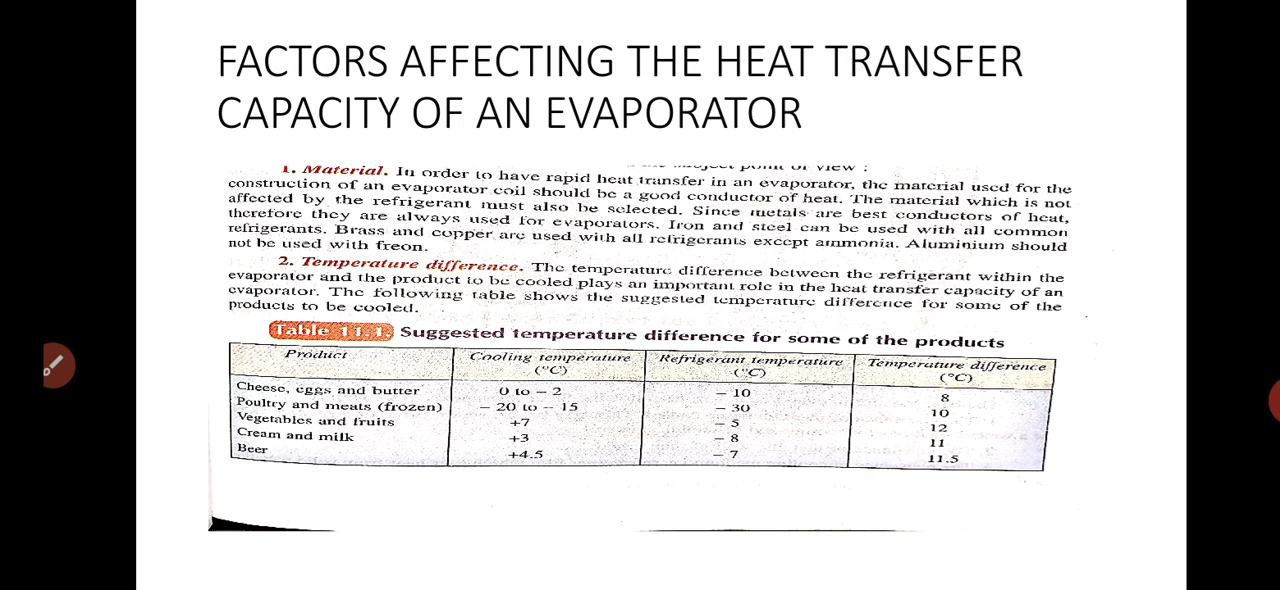 FACTORS AFFECTING THE HEAT TRANSFER
CAPACITY OF AN EVAPORATOR
point of view :
1. Material. In order to have rapid heat transfer in an evaporator, the material used for the
construction of an evaporator coil should be a good conductor of heat. The material which is not
affected by the refrigerant must also be selected. Since metals are best conductors of heat,
therefore they are always used for evaporators. Iron and steel can be used with all common
refrigerants. Brass and copper are used with all refrigerants except ammonia. Aluminium should
not be used with freon.
2. Temperature difference. The temperature difference between the refrigerant within the
evaporator and the product to be cooled plays an important role in the heat transfer capacity of an
evaporator. The following table shows the suggested temperature difference for some of the
products to be cooled.
Table 11.1. Suggested temperature difference for some of the products
Product Cooling temperature Refrigerant temperature Temperature difference
(°C) (°C) (°C)
Cheese, eggs and butter 0 to – 2 – 10 8
Poultry and meats (frozen) – 20 to – 15 – 30 10
Vegetables and fruits +7 – 5 12
Cream and milk +3 – 8 11
Beer +4.5 – 7 11.5